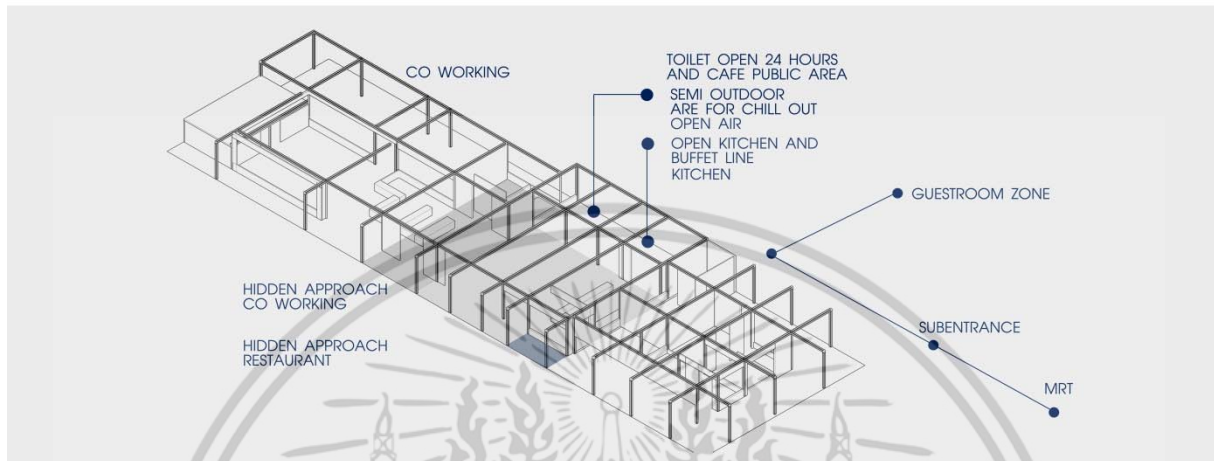 CO WORKING
TOILET OPEN 24 HOURS
AND CAFE PUBLIC AREA
SEMI OUTDOOR
ARE FOR CHILL OUT
OPEN AIR
OPEN KITCHEN AND
BUFFET LINE
KITCHEN
GUESTROOM ZONE
HIDDEN APPROACH
CO WORKING
SUBENTRANCE
HIDDEN APPROACH
RESTAURANT
MRT